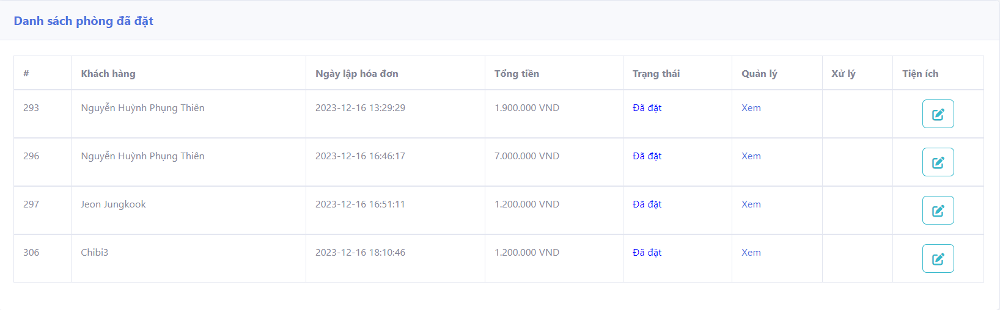 Danh sách phòng đã đặt
# Khách hàng Ngày lập hóa đơn Tổng tiền Trạng thái Quản lý Xử lý Tiện ích
293 Nguyễn Huỳnh Phụng Thiên 2023-12-16 13:29:29 1.900.000 VND Đã đặt Xem
296 Nguyễn Huỳnh Phụng Thiên 2023-12-16 16:46:17 7.000.000 VND Đã đặt Xem
297 Jeon Jungkook 2023-12-16 16:51:11 1.200.000 VND Đã đặt Xem
306 Chibi3 2023-12-16 18:10:46 1.200.000 VND Đã đặt Xem